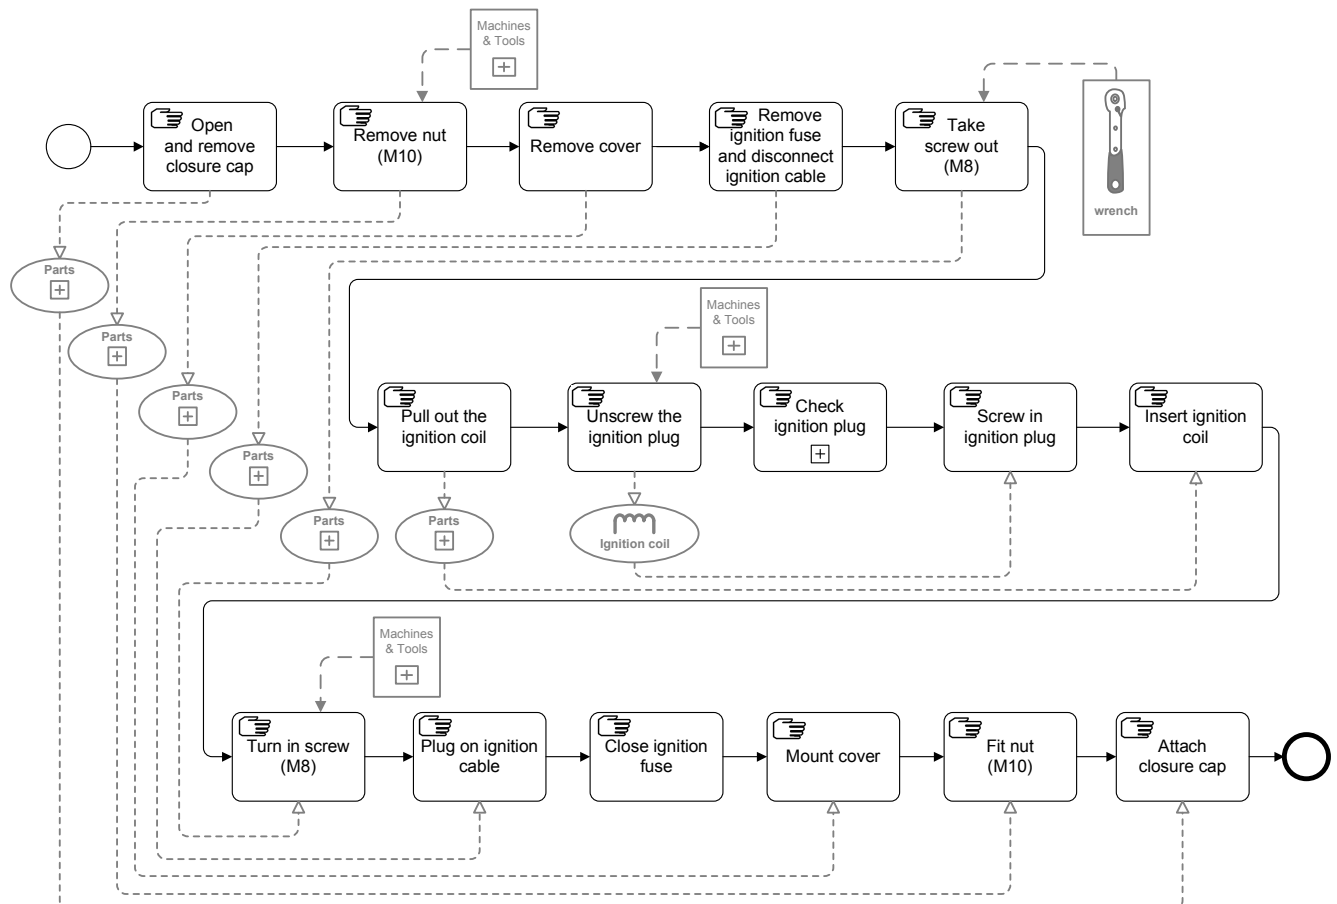 Machines
& Tools
Open
and remove
closure cap
Remove nut
(M10)
Remove cover
Remove
ignition fuse
and disconnect
ignition cable
Take
screw out
(M8)
wrench
Parts
Parts
Parts
Parts
Parts
Machines
& Tools
Pull out the
ignition coil
Unscrew the
ignition plug
Check
ignition plug
Screw in
ignition plug
Insert ignition
coil
Parts
Ignition coil
Machines
& Tools
Turn in screw
(M8)
Plug on ignition
cable
Close ignition
fuse
Mount cover
Fit nut
(M10)
Attach
closure cap